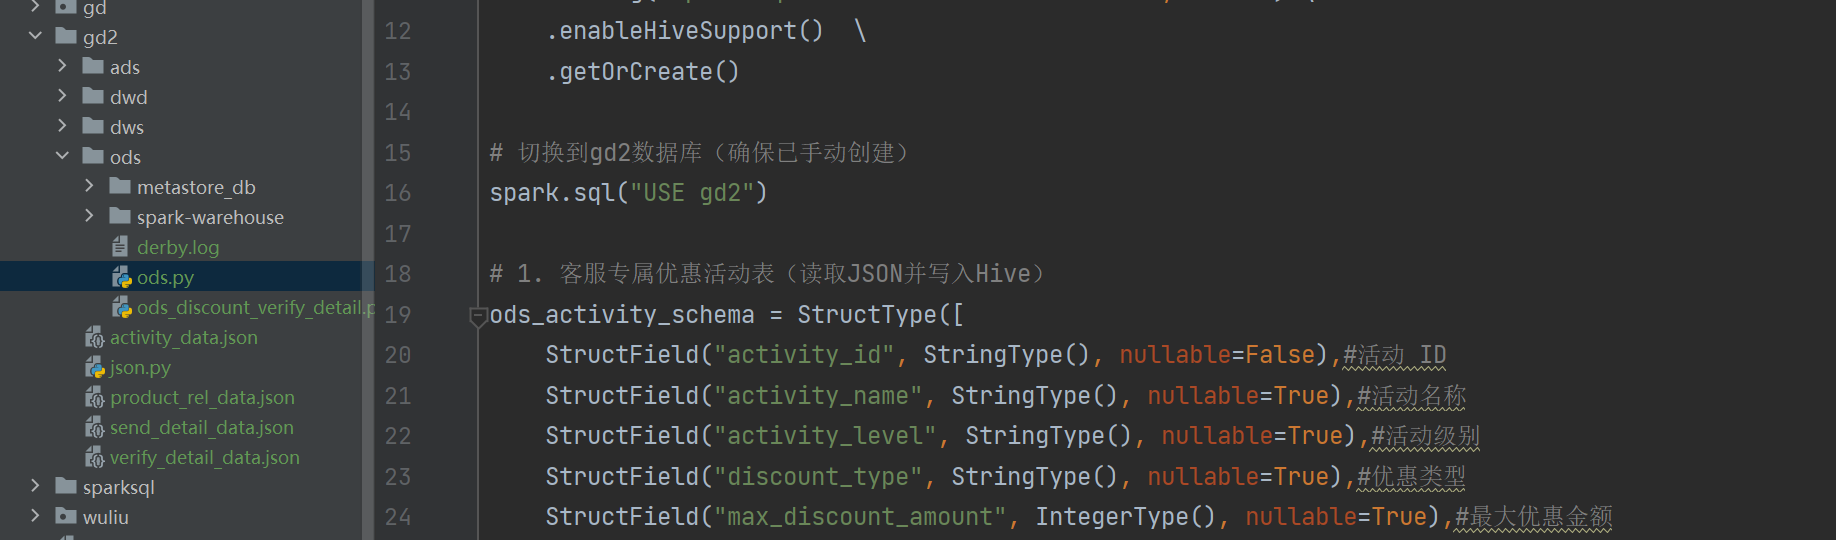 gd
gd2
ads
dwd
dws
ods
metastore_db
spark-warehouse
derby.log
ods.py
ods_discount_verify_detail.p
activity_data.json
json.py
product_rel_data.json
send_detail_data.json
verify_detail_data.json
sparksql
wuliu
12 .enableHiveSupport()  \
13 .getOrCreate()
14
15 # 切换到gd2数据库（确保已手动创建）
16 spark.sql("USE gd2")
17
18 # 1. 客服专属优惠活动表（读取JSON并写入Hive）
19 ods_activity_schema = StructType([
20 StructField("activity_id", StringType(), nullable=False),#活动 ID
21 StructField("activity_name", StringType(), nullable=True),#活动名称
22 StructField("activity_level", StringType(), nullable=True),#活动级别
23 StructField("discount_type", StringType(), nullable=True),#优惠类型
24 StructField("max_discount_amount", IntegerType(), nullable=True),#最大优惠金额